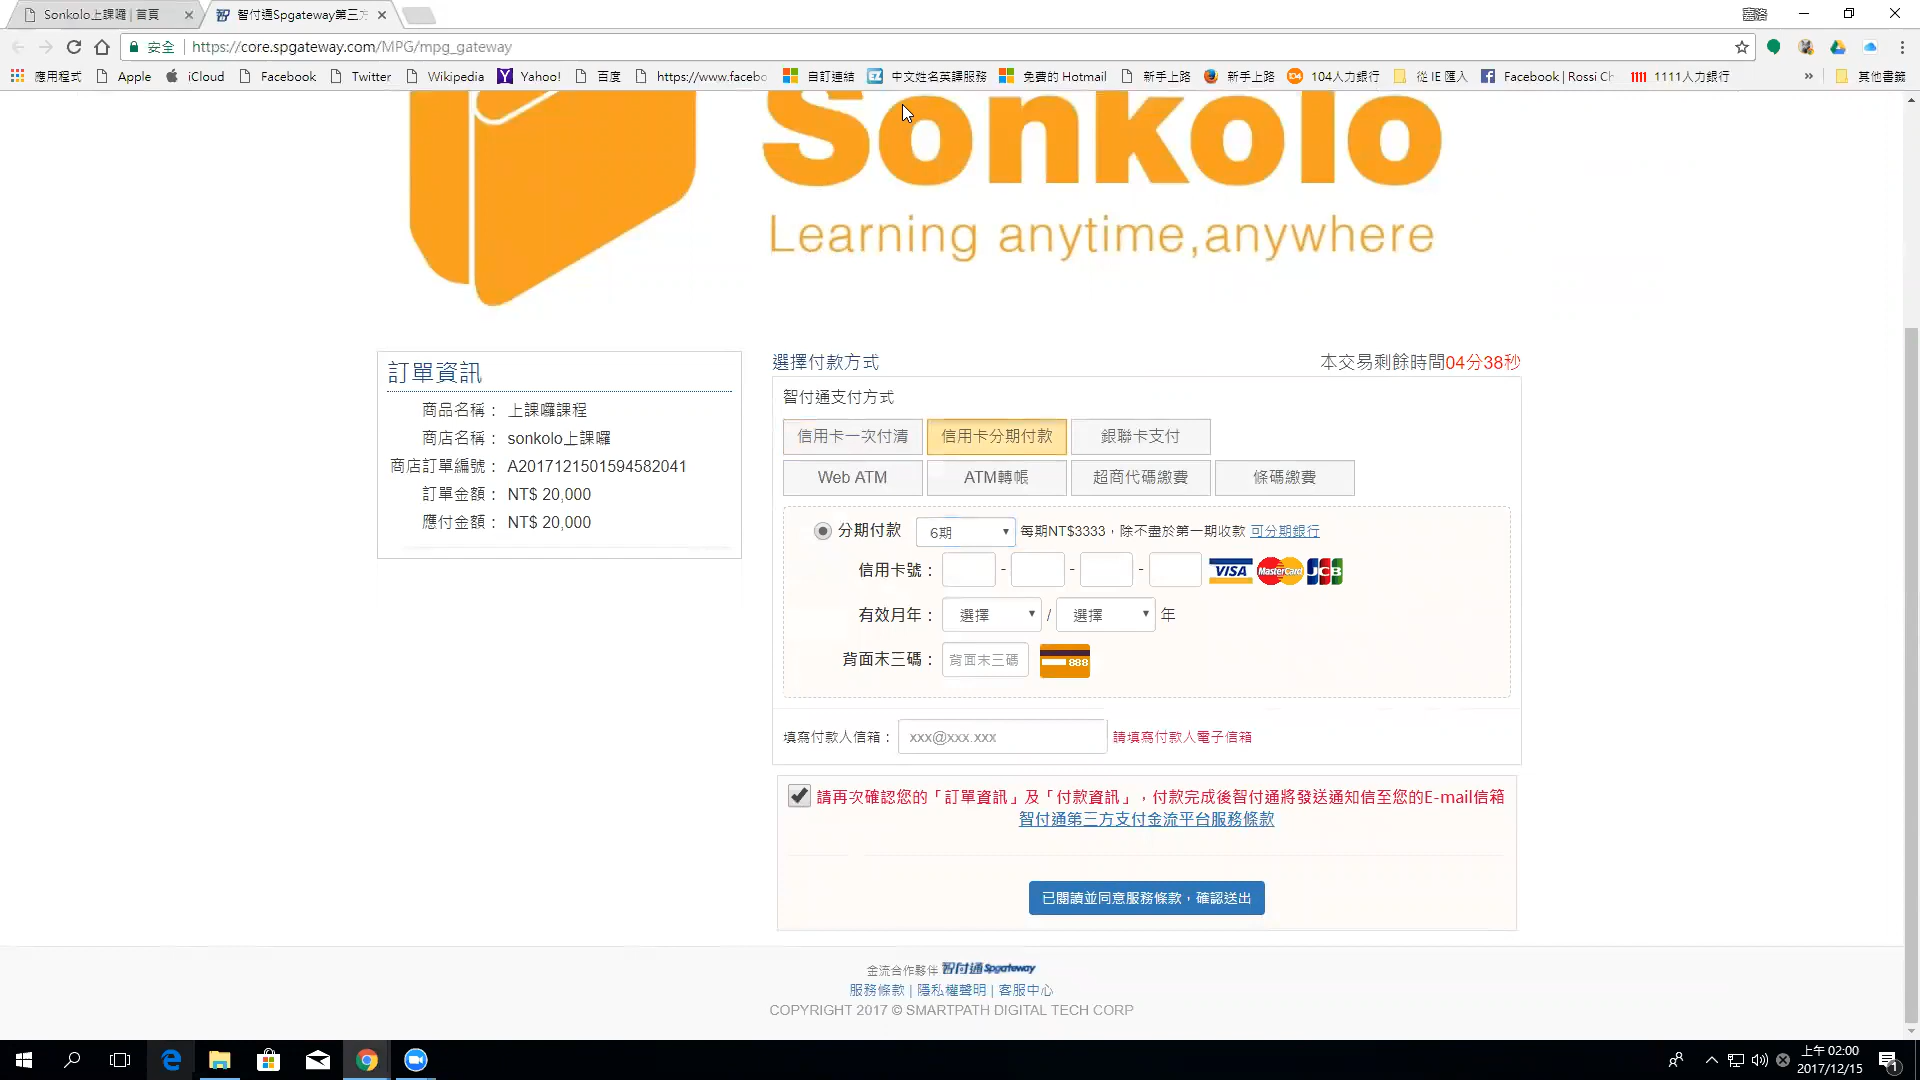 Sonkolo上課囉 | 首頁
智付通Spgateway第三方
嘉洛
安全
https://core.spgateway.com/MPG/mpg_gateway
應用程式 Apple iCloud Facebook Twitter Wikipedia Yahoo! 百度 https://www.facebo 自訂連結 中文姓名英譯服務 免費的 Hotmail 新手上路 新手上路 104人力銀行 從 IE 匯入 Facebook | Rossi Ch 1111人力銀行 » 其他書籤
Sonkolo
Learning anytime,anywhere
訂單資訊
商品名稱： 上課囉課程
商店名稱： sonkolo上課囉
商店訂單編號： A2017121501594582041
訂單金額： NT$ 20,000
應付金額： NT$ 20,000
選擇付款方式
本交易剩餘時間04分38秒
智付通支付方式
信用卡一次付清 信用卡分期付款 銀聯卡支付
Web ATM ATM轉帳 超商代碼繳費 條碼繳費
分期付款 6期 每期NT$3333，除不盡於第一期收款 可分期銀行
信用卡號： - - - VISA MasterCard JCB
有效月年： 選擇 / 選擇 年
背面末三碼： 背面末三碼 888
填寫付款人信箱： xxx@xxx.xxx 請填寫付款人電子信箱
請再次確認您的「訂單資訊」及「付款資訊」，付款完成後智付通將發送通知信至您的E-mail信箱
智付通第三方支付金流平台服務條款
已閱讀並同意服務條款，確認送出
金流合作夥伴 智付通Spgateway
服務條款 | 隱私權聲明 | 客服中心
COPYRIGHT 2017 © SMARTPATH DIGITAL TECH CORP
上午 02:00
2017/12/15
1